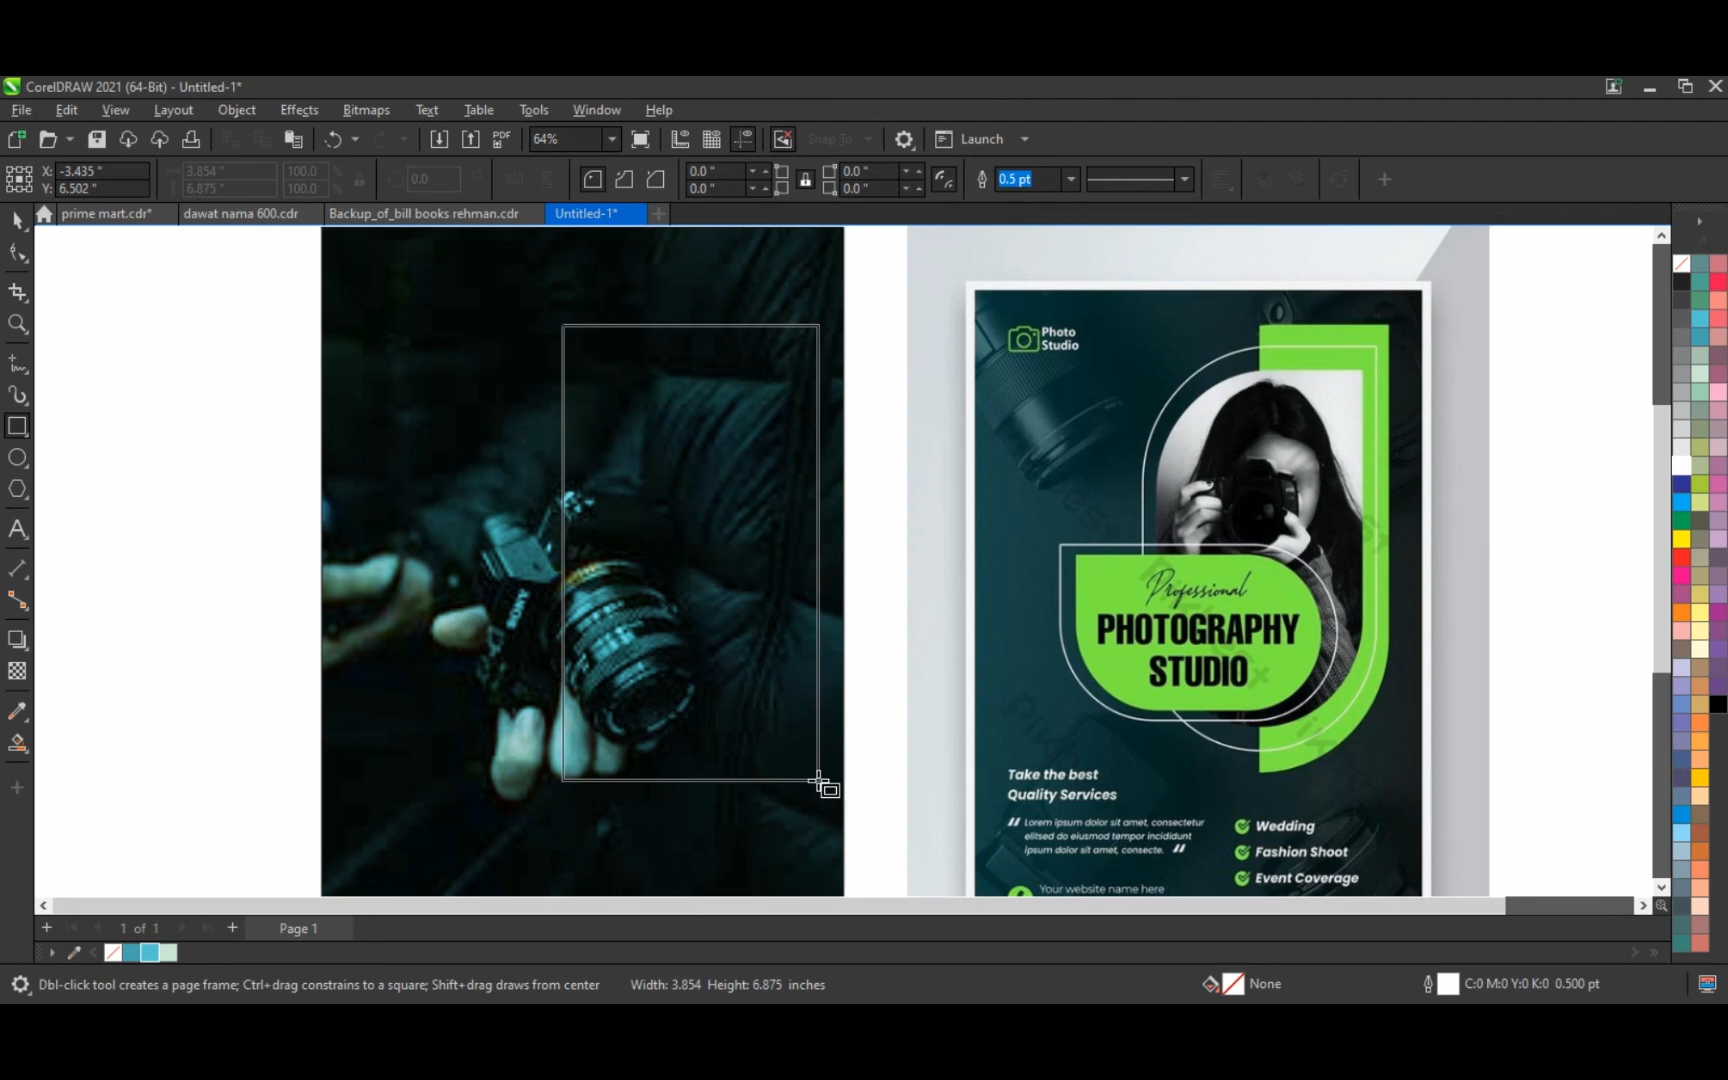 CorelDRAW 2021 (64-Bit) - Untitled-1*
File Edit View Layout Object Effects Bitmaps Text Table Tools Window Help
PDF 64% Snap To Launch
X: -3.435 " 3.854 " 100.0 % 0.0 0.0 " 0.0 " 0.5 pt
Y: 6.502 " 6.875 " 100.0 % 0.0 " 0.0 "
prime mart.cdr* dawat nama 600.cdr Backup_of_bill books rehman.cdr Untitled-1*
Photo
Studio
Professional
PHOTOGRAPHY
STUDIO
Take the best
Quality Services
Lorem ipsum dolor sit amet, consectetur
elitsed do eiusmod tempor incididunt
ipsum dolor sit amet, consecte.
Wedding
Fashion Shoot
Event Coverage
Your website name here
1 of 1 Page 1
Dbl-click tool creates a page frame; Ctrl+drag constrains to a square; Shift+drag draws from center Width: 3.854 Height: 6.875 inches None C:0 M:0 Y:0 K:0 0.500 pt